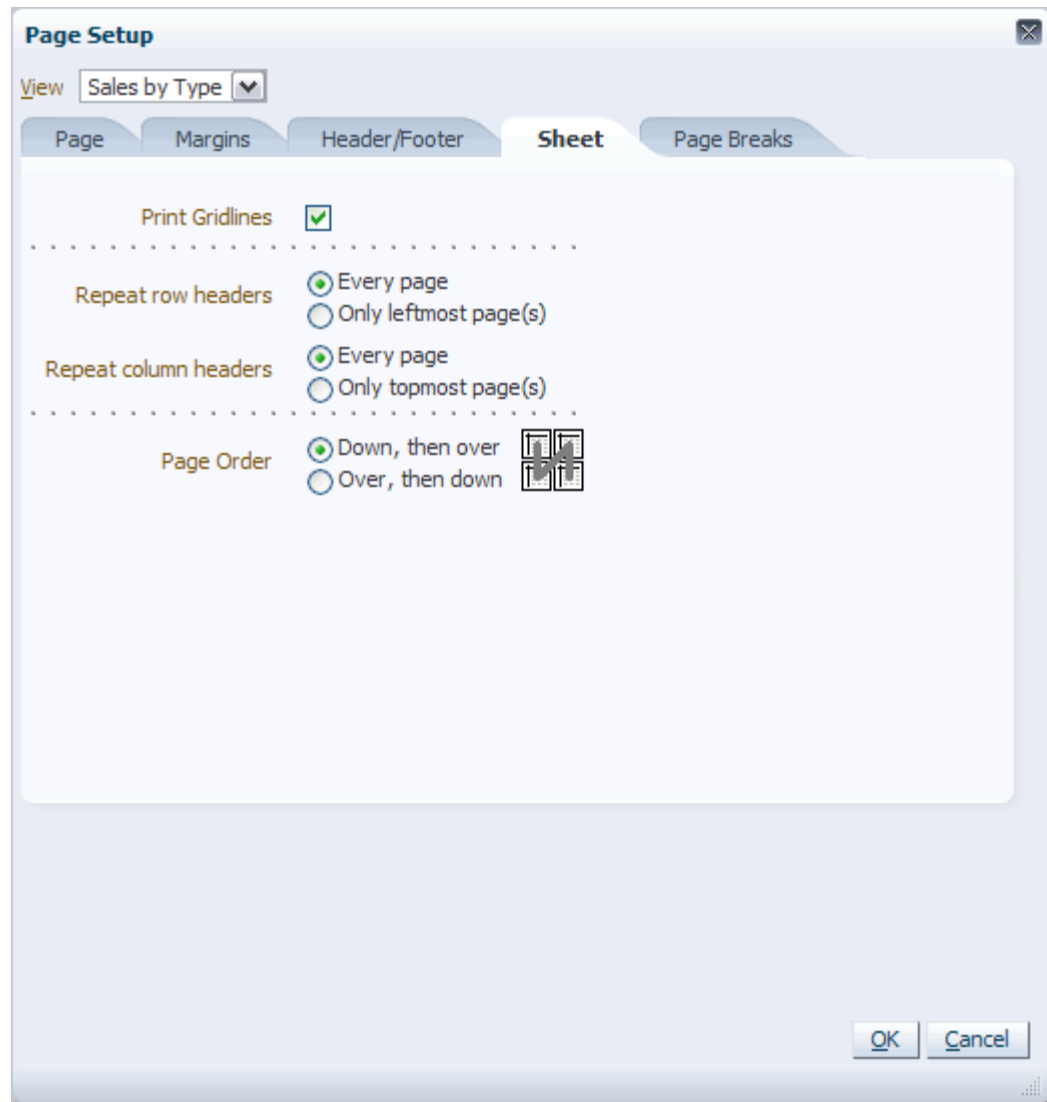 Page Setup
View Sales by Type
Page Margins Header/Footer Sheet Page Breaks
Print Gridlines
Repeat row headers
Every page
Only leftmost page(s)
Repeat column headers
Every page
Only topmost page(s)
Page Order
Down, then over
Over, then down
OK Cancel